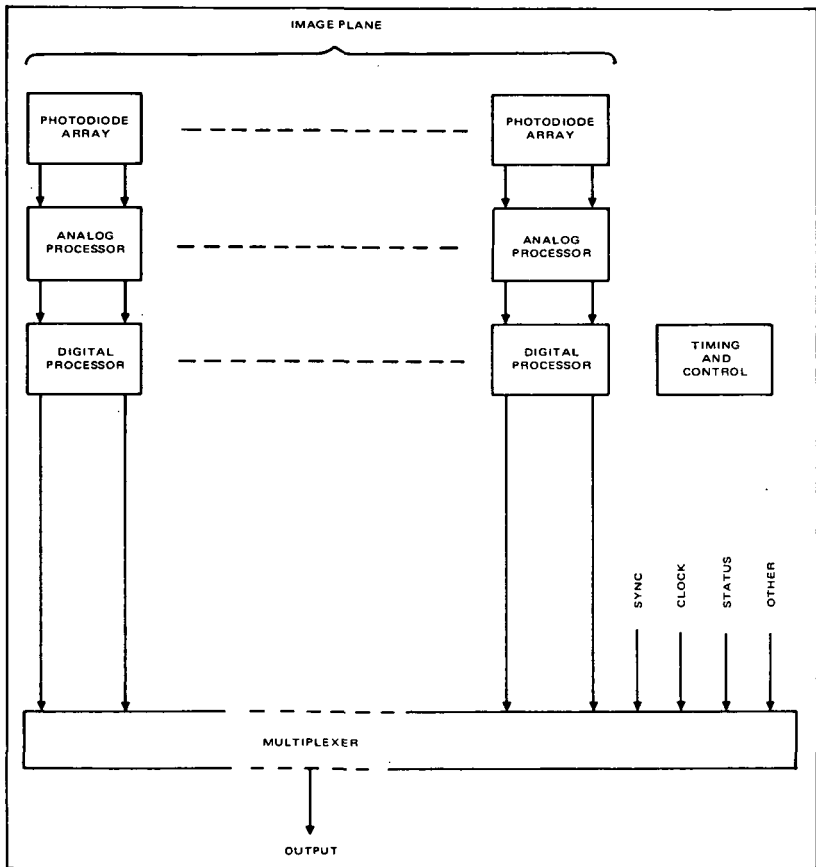 IMAGE PLANE
PHOTODIODE
ARRAY
PHOTODIODE
ARRAY
ANALOG
PROCESSOR
ANALOG
PROCESSOR
DIGITAL
PROCESSOR
DIGITAL
PROCESSOR
TIMING
AND
CONTROL
SYNC
CLOCK
STATUS
OTHER
MULTIPLEXER
OUTPUT